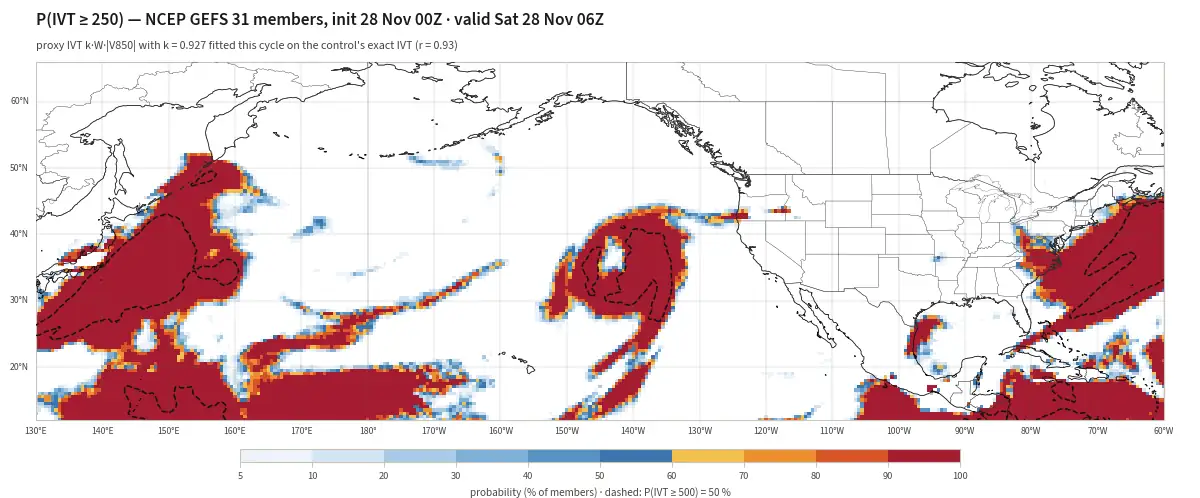 P(IVT ≥ 250) — NCEP GEFS 31 members, init 28 Nov 00Z · valid Sat 28 Nov 06Z
proxy IVT k·W·|V850| with k = 0.927 fitted this cycle on the control's exact IVT (r = 0.93)
60°N
50°N
40°N
30°N
20°N
130°E 140°E 150°E 160°E 170°E 180° 170°W 160°W 150°W 140°W 130°W 120°W 110°W 100°W 90°W 80°W 70°W 60°W
5 10 20 30 40 50 60 70 80 90 100
probability (% of members) · dashed: P(IVT ≥ 500) = 50 %